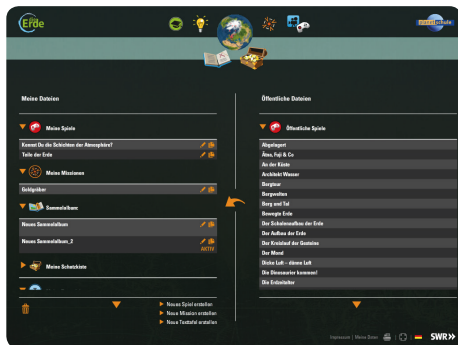 Erde
planet schule
Meine Dateien
Meine Spiele
Kennst Du die Schichten der Atmosphäre?
Teile der Erde
Meine Missionen
Goldgräber
Sammelalben
Neues Sammelalbum
Neues Sammelalbum_2
AKTIV
Meine Schatzkiste
Neues Spiel erstellen
Neue Mission erstellen
Neue Texttafel erstellen
Öffentliche Dateien
Öffentliche Spiele
Abgelagert
Ätna, Fuji & Co
An der Küste
Architekt Wasser
Bergtour
Bergwelten
Berg und Tal
Bewegte Erde
Der Schalenaufbau der Erde
Der Aufbau der Erde
Der Kreislauf der Gesteine
Der Mond
Dicke Luft - dünne Luft
Die Dinosaurier kommen!
Die Erdzeitalter
Impressum | Meine Daten
SWR